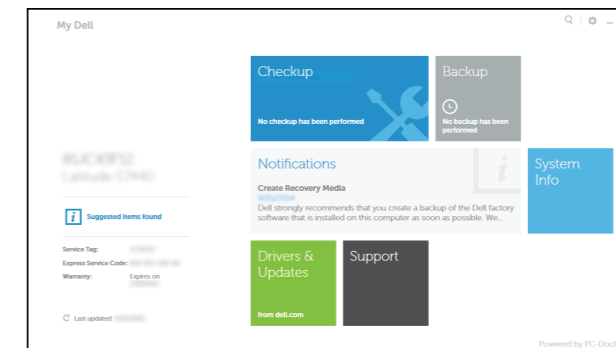 My Dell
Checkup
No checkup has been performed
Backup
No backup has been
performed
Notifications
Create Recovery Media
Dell strongly recommends that you create a backup of the Dell factory
software that is installed on this computer as soon as possible. We...
System
Info
i Suggested items found
Service Tag:
Express Service Code:
Warranty: Expires on
Last updated:
Drivers &
Updates
from dell.com
Support
Powered by PC-Doct